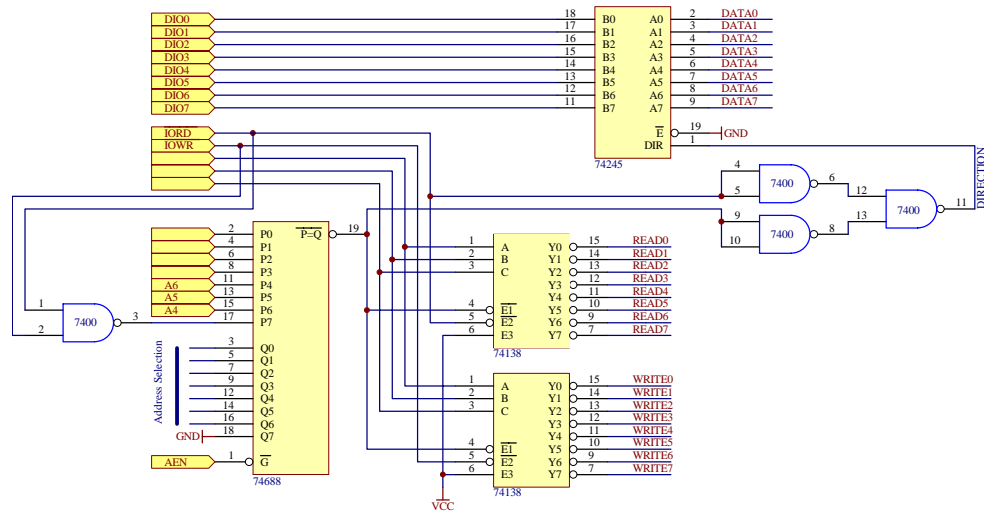 DIO0 18 B0 A0 2 DATA0
DIO1 17 B1 A1 3 DATA1
DIO2 16 B2 A2 4 DATA2
DIO3 15 B3 A3 5 DATA3
DIO4 14 B4 A4 6 DATA4
DIO5 13 B5 A5 7 DATA5
DIO6 12 B6 A6 8 DATA6
DIO7 11 B7 A7 9 DATA7
IORD E 19 GND
IOWR DIR 1
74245
4 7400 6 12
5
7400 11 DIRECTION
9 7400 8 13
10
2 P0 P=Q 19
4 P1
6 P2
8 P3
A6 11 P4
A5 13 P5
A4 15 P6
1 7400 3 17 P7
2
Address Selection
3 Q0
5 Q1
7 Q2
9 Q3
12 Q4
14 Q5
16 Q6
GND 18 Q7
AEN 1 G
74688
1 A Y0 15 READ0
2 B Y1 14 READ1
3 C Y2 13 READ2
Y3 12 READ3
Y4 11 READ4
4 E1 Y5 10 READ5
5 E2 Y6 9 READ6
6 E3 Y7 7 READ7
74138
1 A Y0 15 WRITE0
2 B Y1 14 WRITE1
3 C Y2 13 WRITE2
Y3 12 WRITE3
Y4 11 WRITE4
4 E1 Y5 10 WRITE5
5 E2 Y6 9 WRITE6
6 E3 Y7 7 WRITE7
74138
VCC